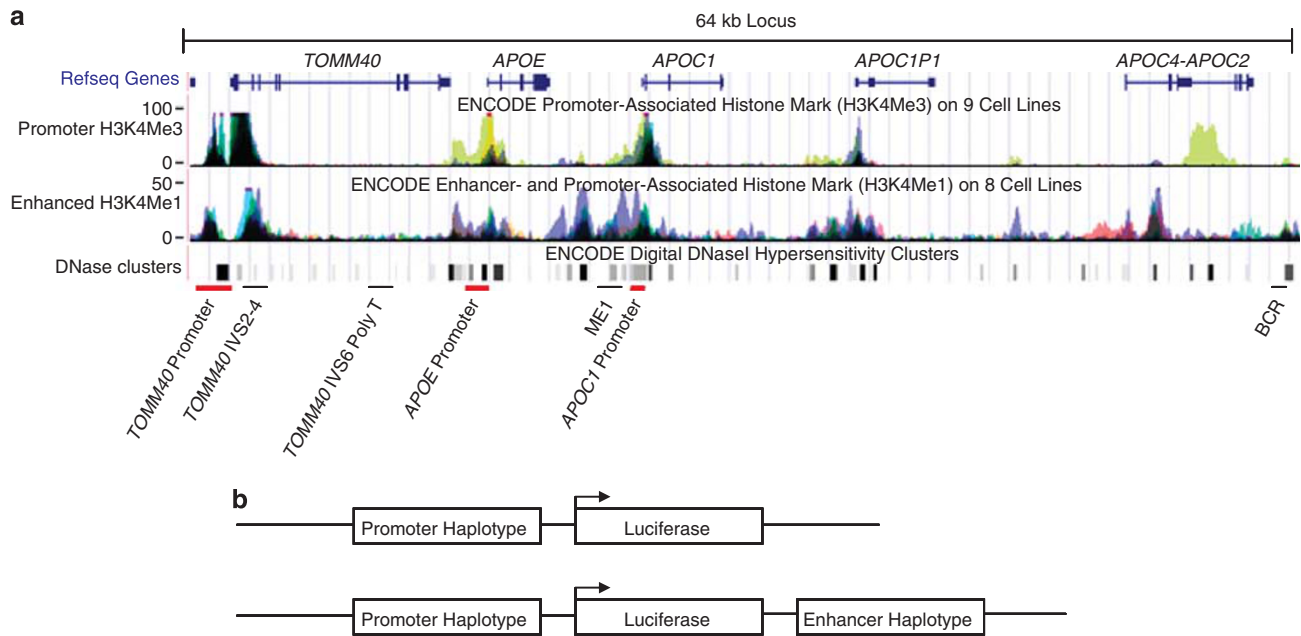 a
64 kb Locus
TOMM40 APOE APOC1 APOC1P1 APOC4-APOC2
Refseq Genes
ENCODE Promoter-Associated Histone Mark (H3K4Me3) on 9 Cell Lines
100
Promoter H3K4Me3
0
50
ENCODE Enhancer- and Promoter-Associated Histone Mark (H3K4Me1) on 8 Cell Lines
Enhanced H3K4Me1
0
ENCODE Digital DNaseI Hypersensitivity Clusters
DNase clusters
TOMM40 Promoter
TOMM40 IVS2-4
TOMM40 IVS6 Poly T
APOE Promoter
ME1
APOC1 Promoter
BCR
b
Promoter Haplotype Luciferase
Promoter Haplotype Luciferase Enhancer Haplotype